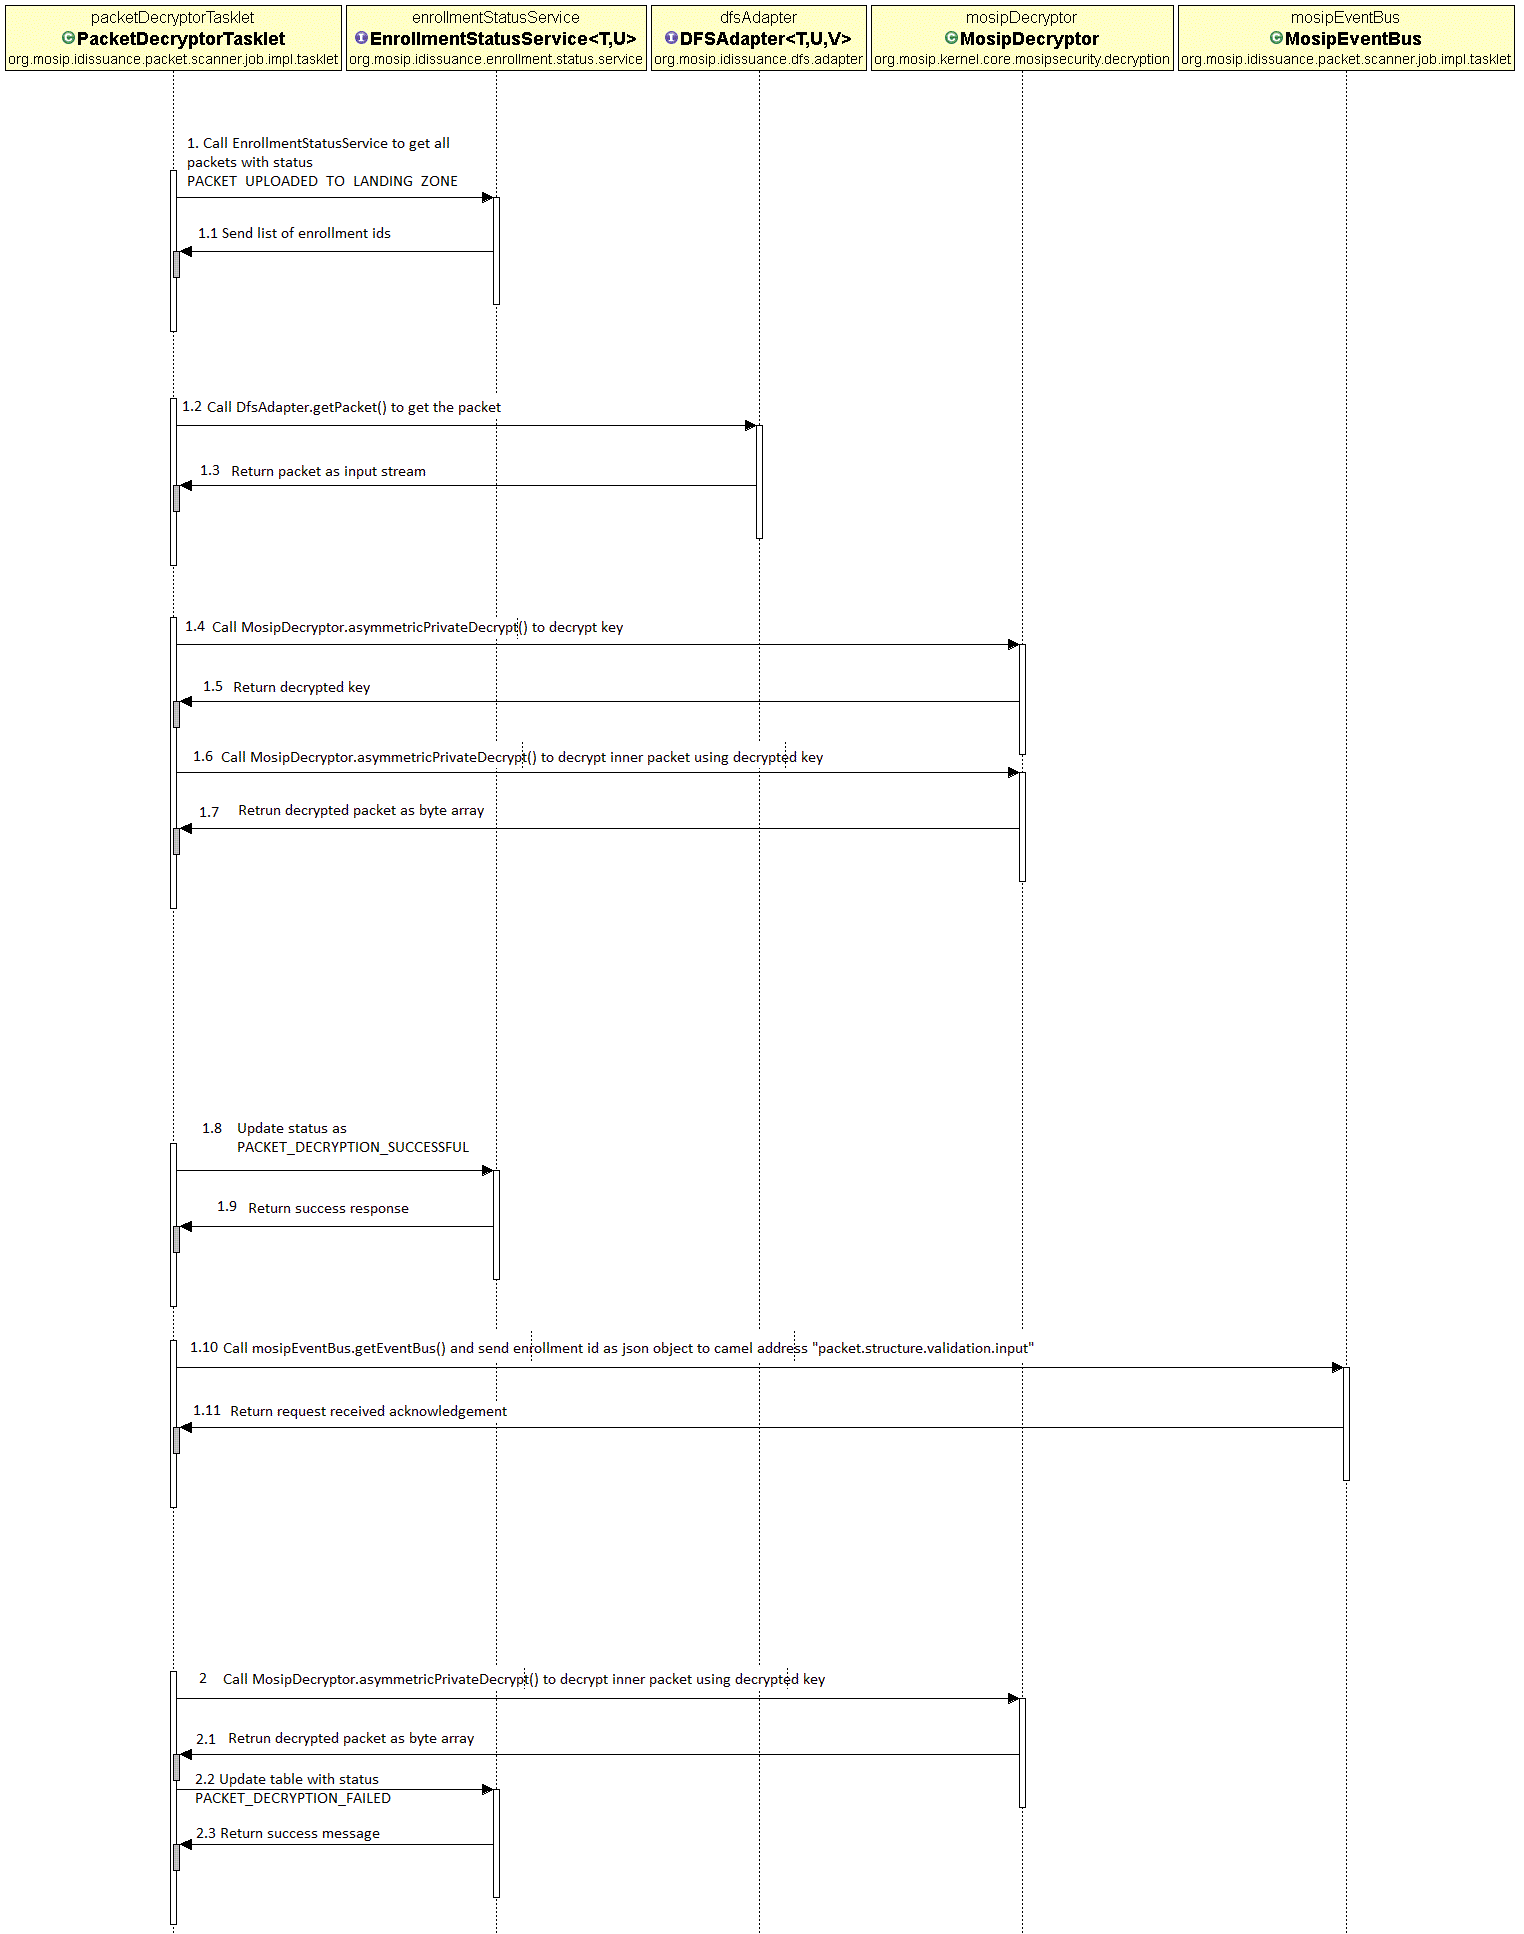 packetDecryptorTasklet
PacketDecryptorTasklet
org.mosip.idissuance.packet.scanner.job.impl.tasklet
enrollmentStatusService
EnrollmentStatusService<T,U>
org.mosip.idissuance.enrollment.status.service
dfsAdapter
DFSAdapter<T,U,V>
org.mosip.idissuance.dfs.adapter
mosipDecryptor
MosipDecryptor
org.mosip.kernel.core.mosipsecurity.decryption
mosipEventBus
MosipEventBus
org.mosip.idissuance.packet.scanner.job.impl.tasklet
1. Call EnrollmentStatusService to get all
packets with status
PACKET_UPLOADED_TO_LANDING_ZONE
1.1 Send list of enrollment ids
1.2 Call DfsAdapter.getPacket() to get the packet
1.3 Return packet as input stream
1.4 Call MosipDecryptor.asymmetricPrivateDecrypt() to decrypt key
1.5 Return decrypted key
1.6 Call MosipDecryptor.asymmetricPrivateDecrypt() to decrypt inner packet using decrypted key
1.7 Retrun decrypted packet as byte array
1.8 Update status as
PACKET_DECRYPTION_SUCCESSFUL
1.9 Return success response
1.10 Call mosipEventBus.getEventBus() and send enrollment id as json object to camel address "packet.structure.validation.input"
1.11 Return request received acknowledgement
2 Call MosipDecryptor.asymmetricPrivateDecrypt() to decrypt inner packet using decrypted key
2.1 Retrun decrypted packet as byte array
2.2 Update table with status
PACKET_DECRYPTION_FAILED
2.3 Return success message